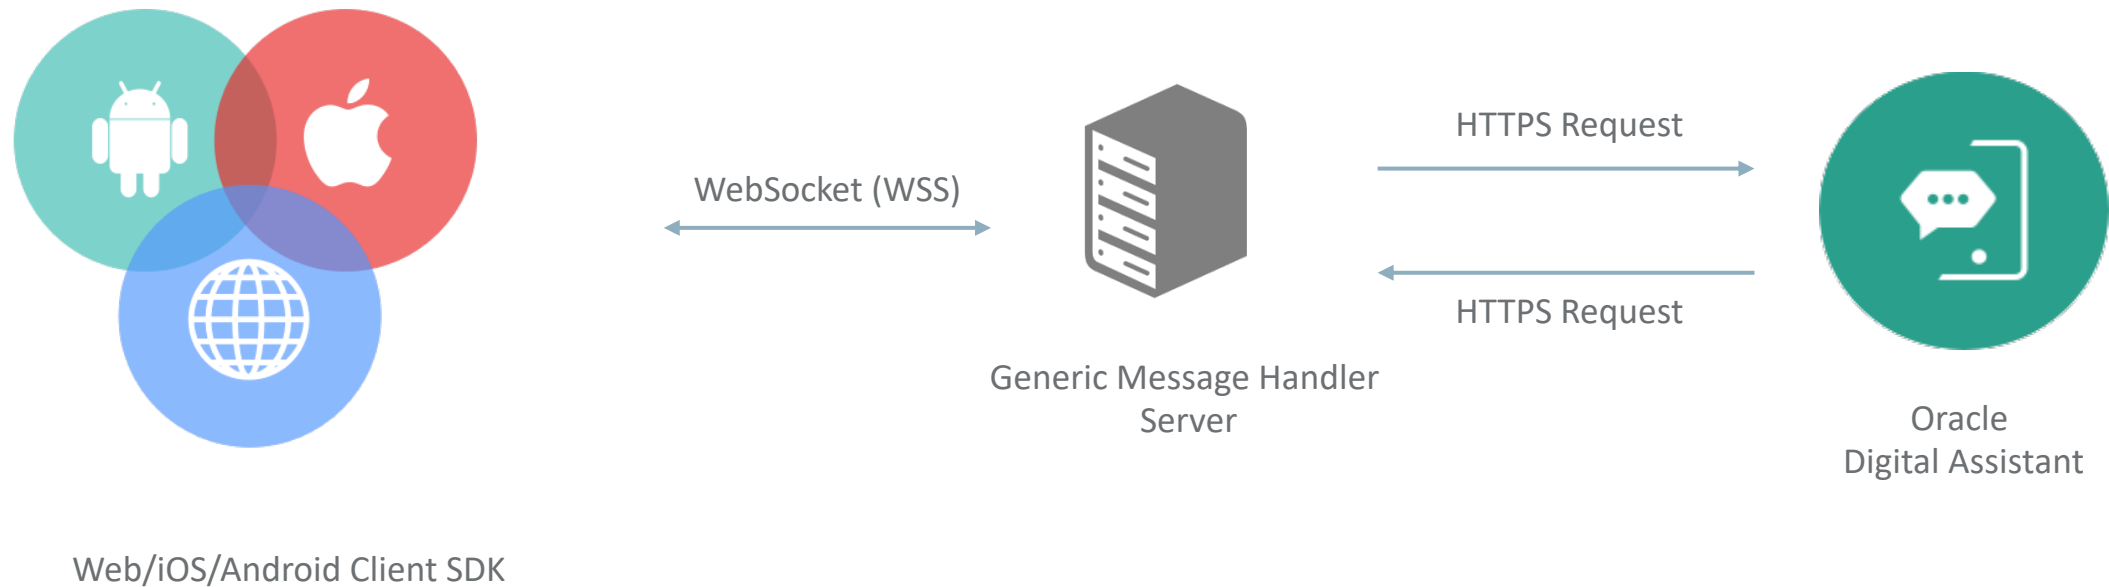 HTTPS Request
WebSocket (WSS)
HTTPS Request
Generic Message Handler
Server
Oracle
Digital Assistant
Web/iOS/Android Client SDK